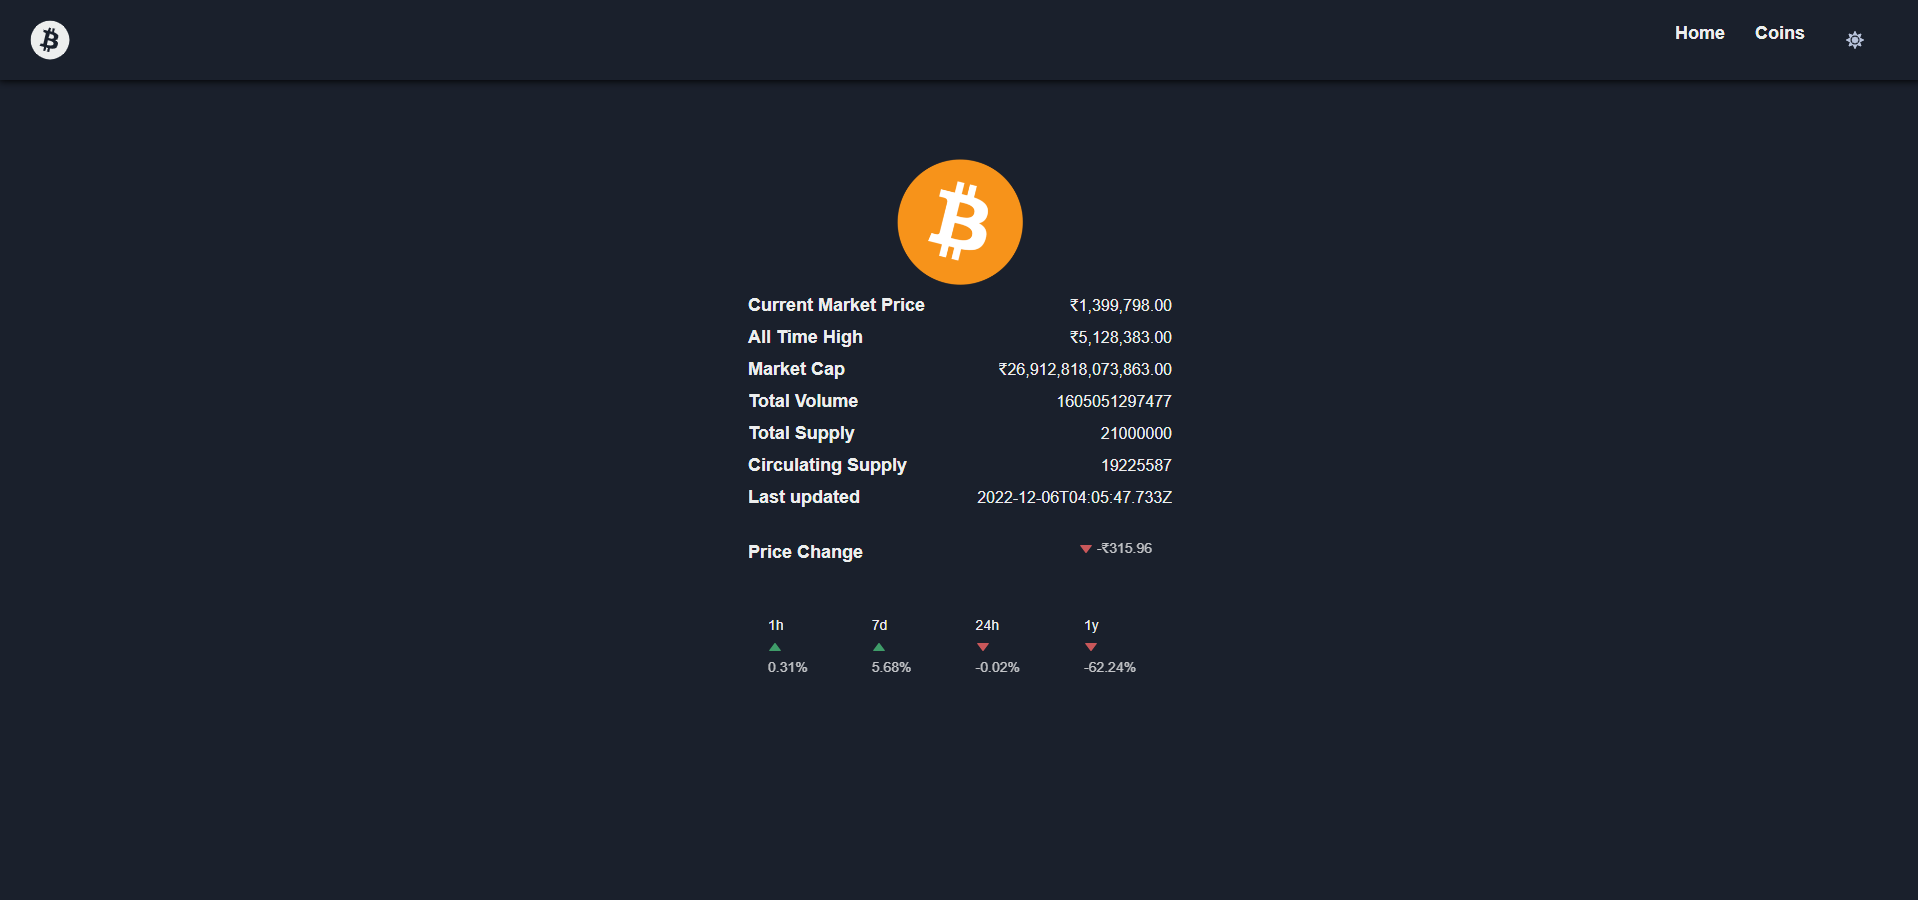 Home Coins
Current Market Price ₹1,399,798.00
All Time High ₹5,128,383.00
Market Cap ₹26,912,818,073,863.00
Total Volume 1605051297477
Total Supply 21000000
Circulating Supply 19225587
Last updated 2022-12-06T04:05:47.733Z
Price Change -₹315.96
1h 7d 24h 1y
0.31% 5.68% -0.02% -62.24%